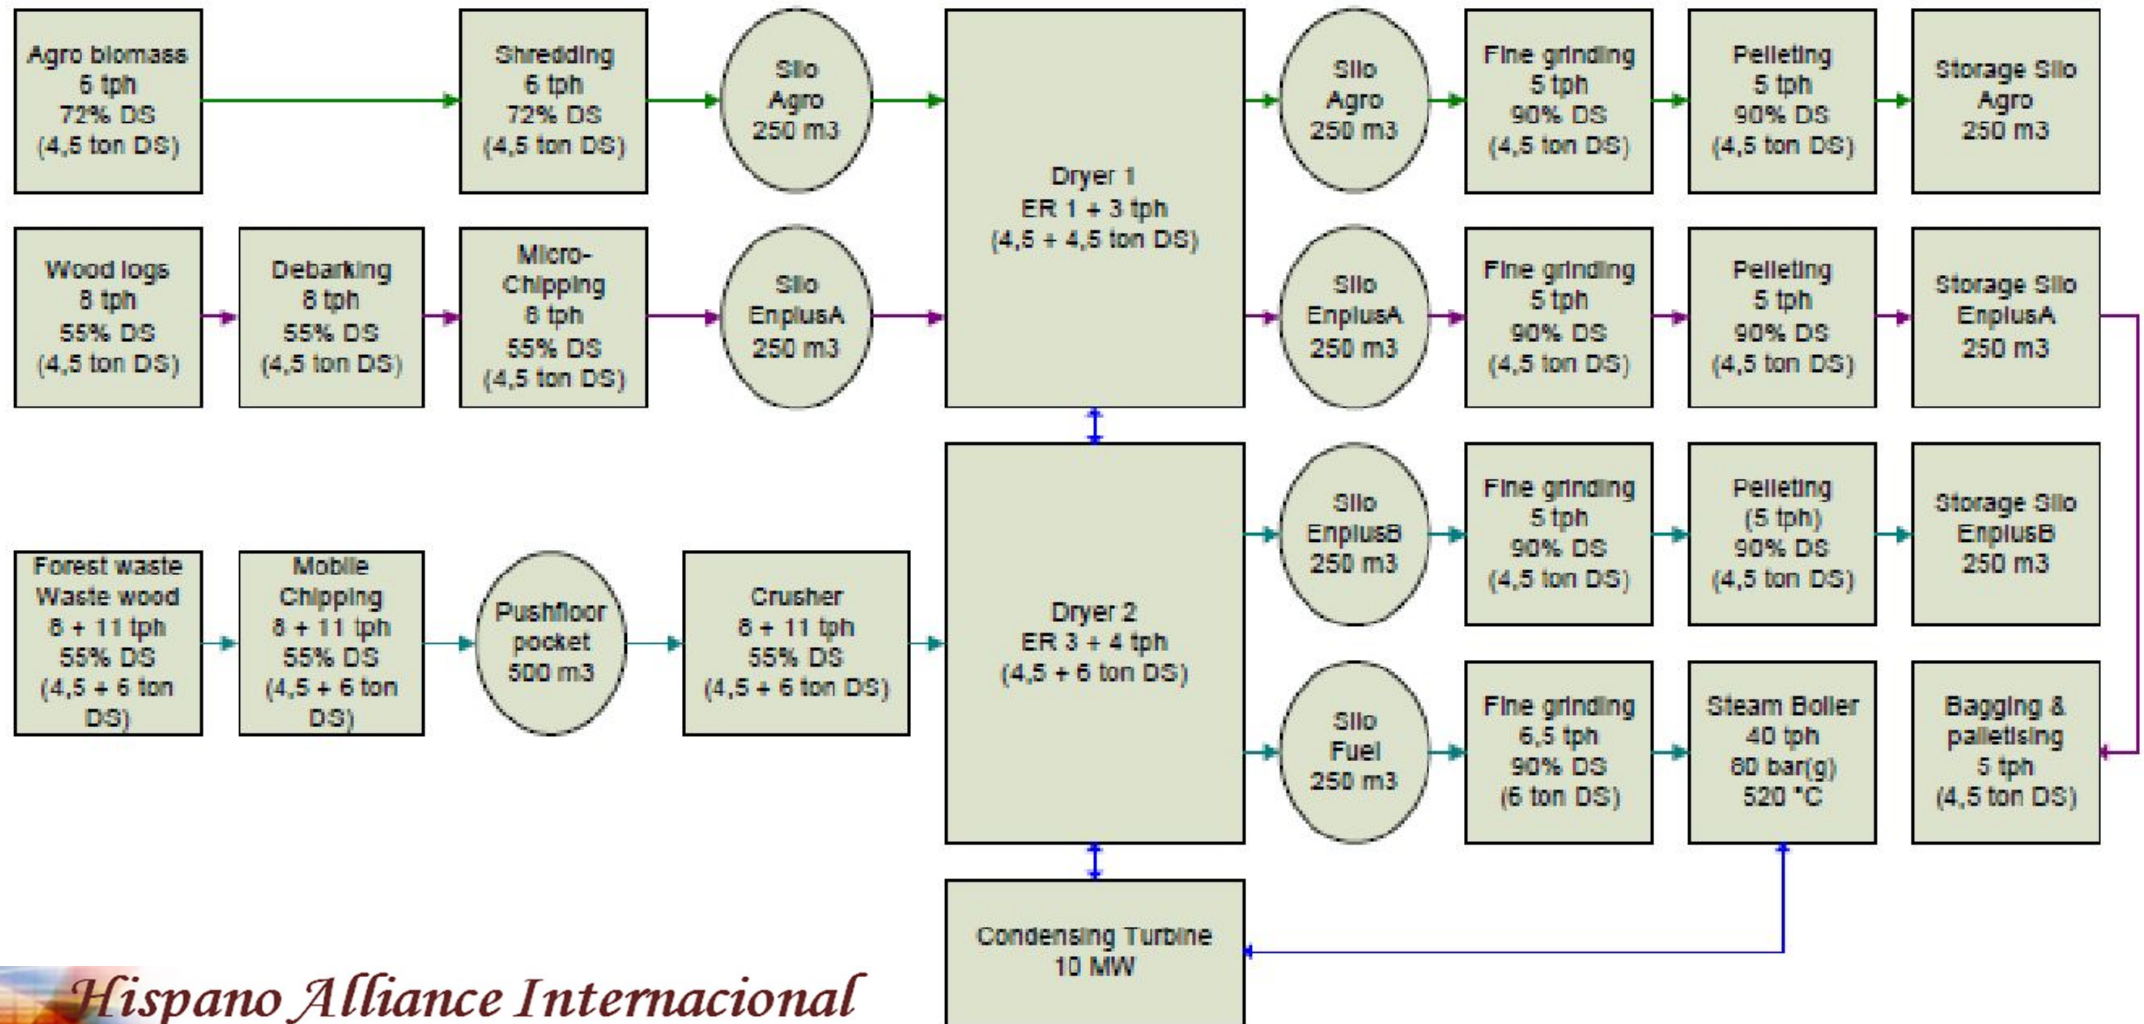 Agro biomass
6 tph
72% DS
(4,5 ton DS)
Shredding
6 tph
72% DS
(4,5 ton DS)
Silo
Agro
250 m3
Dryer 1
ER 1 + 3 tph
(4,5 + 4,5 ton DS)
Silo
Agro
250 m3
Fine grinding
5 tph
90% DS
(4,5 ton DS)
Pelleting
5 tph
90% DS
(4,5 ton DS)
Storage Silo
Agro
250 m3
Wood logs
8 tph
55% DS
(4,5 ton DS)
Debarking
8 tph
55% DS
(4,5 ton DS)
Micro-
Chipping
8 tph
55% DS
(4,5 ton DS)
Silo
EnplusA
250 m3
Silo
EnplusA
250 m3
Fine grinding
5 tph
90% DS
(4,5 ton DS)
Pelleting
5 tph
90% DS
(4,5 ton DS)
Storage Silo
EnplusA
250 m3
Forest waste
Waste wood
8 + 11 tph
55% DS
(4,5 + 6 ton
DS)
Mobile
Chipping
8 + 11 tph
55% DS
(4,5 + 6 ton
DS)
Pushfloor
pocket
500 m3
Crusher
8 + 11 tph
55% DS
(4,5 + 6 ton DS)
Dryer 2
ER 3 + 4 tph
(4,5 + 6 ton DS)
Silo
EnplusB
250 m3
Fine grinding
5 tph
90% DS
(4,5 ton DS)
Pelleting
(5 tph)
90% DS
(4,5 ton DS)
Storage Silo
EnplusB
250 m3
Silo
Fuel
250 m3
Fine grinding
6,5 tph
90% DS
(6 ton DS)
Steam Boiler
40 tph
80 bar(g)
520 °C
Bagging &
palletising
5 tph
(4,5 ton DS)
Condensing Turbine
10 MW
Hispano Alliance Internacional